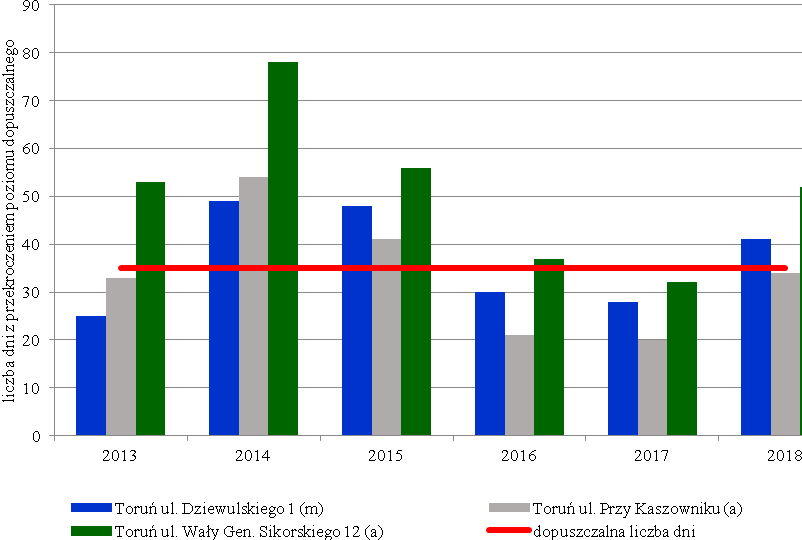 90
80
70
60
50
40
30
20
10
0
liczba dni z przekroczeniem poziomu dopuszczalnego
2013 2014 2015 2016 2017 2018
Toruń ul. Dziewulskiego 1 (m) Toruń ul. Przy Kaszowniku (a)
Toruń ul. Wały Gen. Sikorskiego 12 (a) dopuszczalna liczba dni